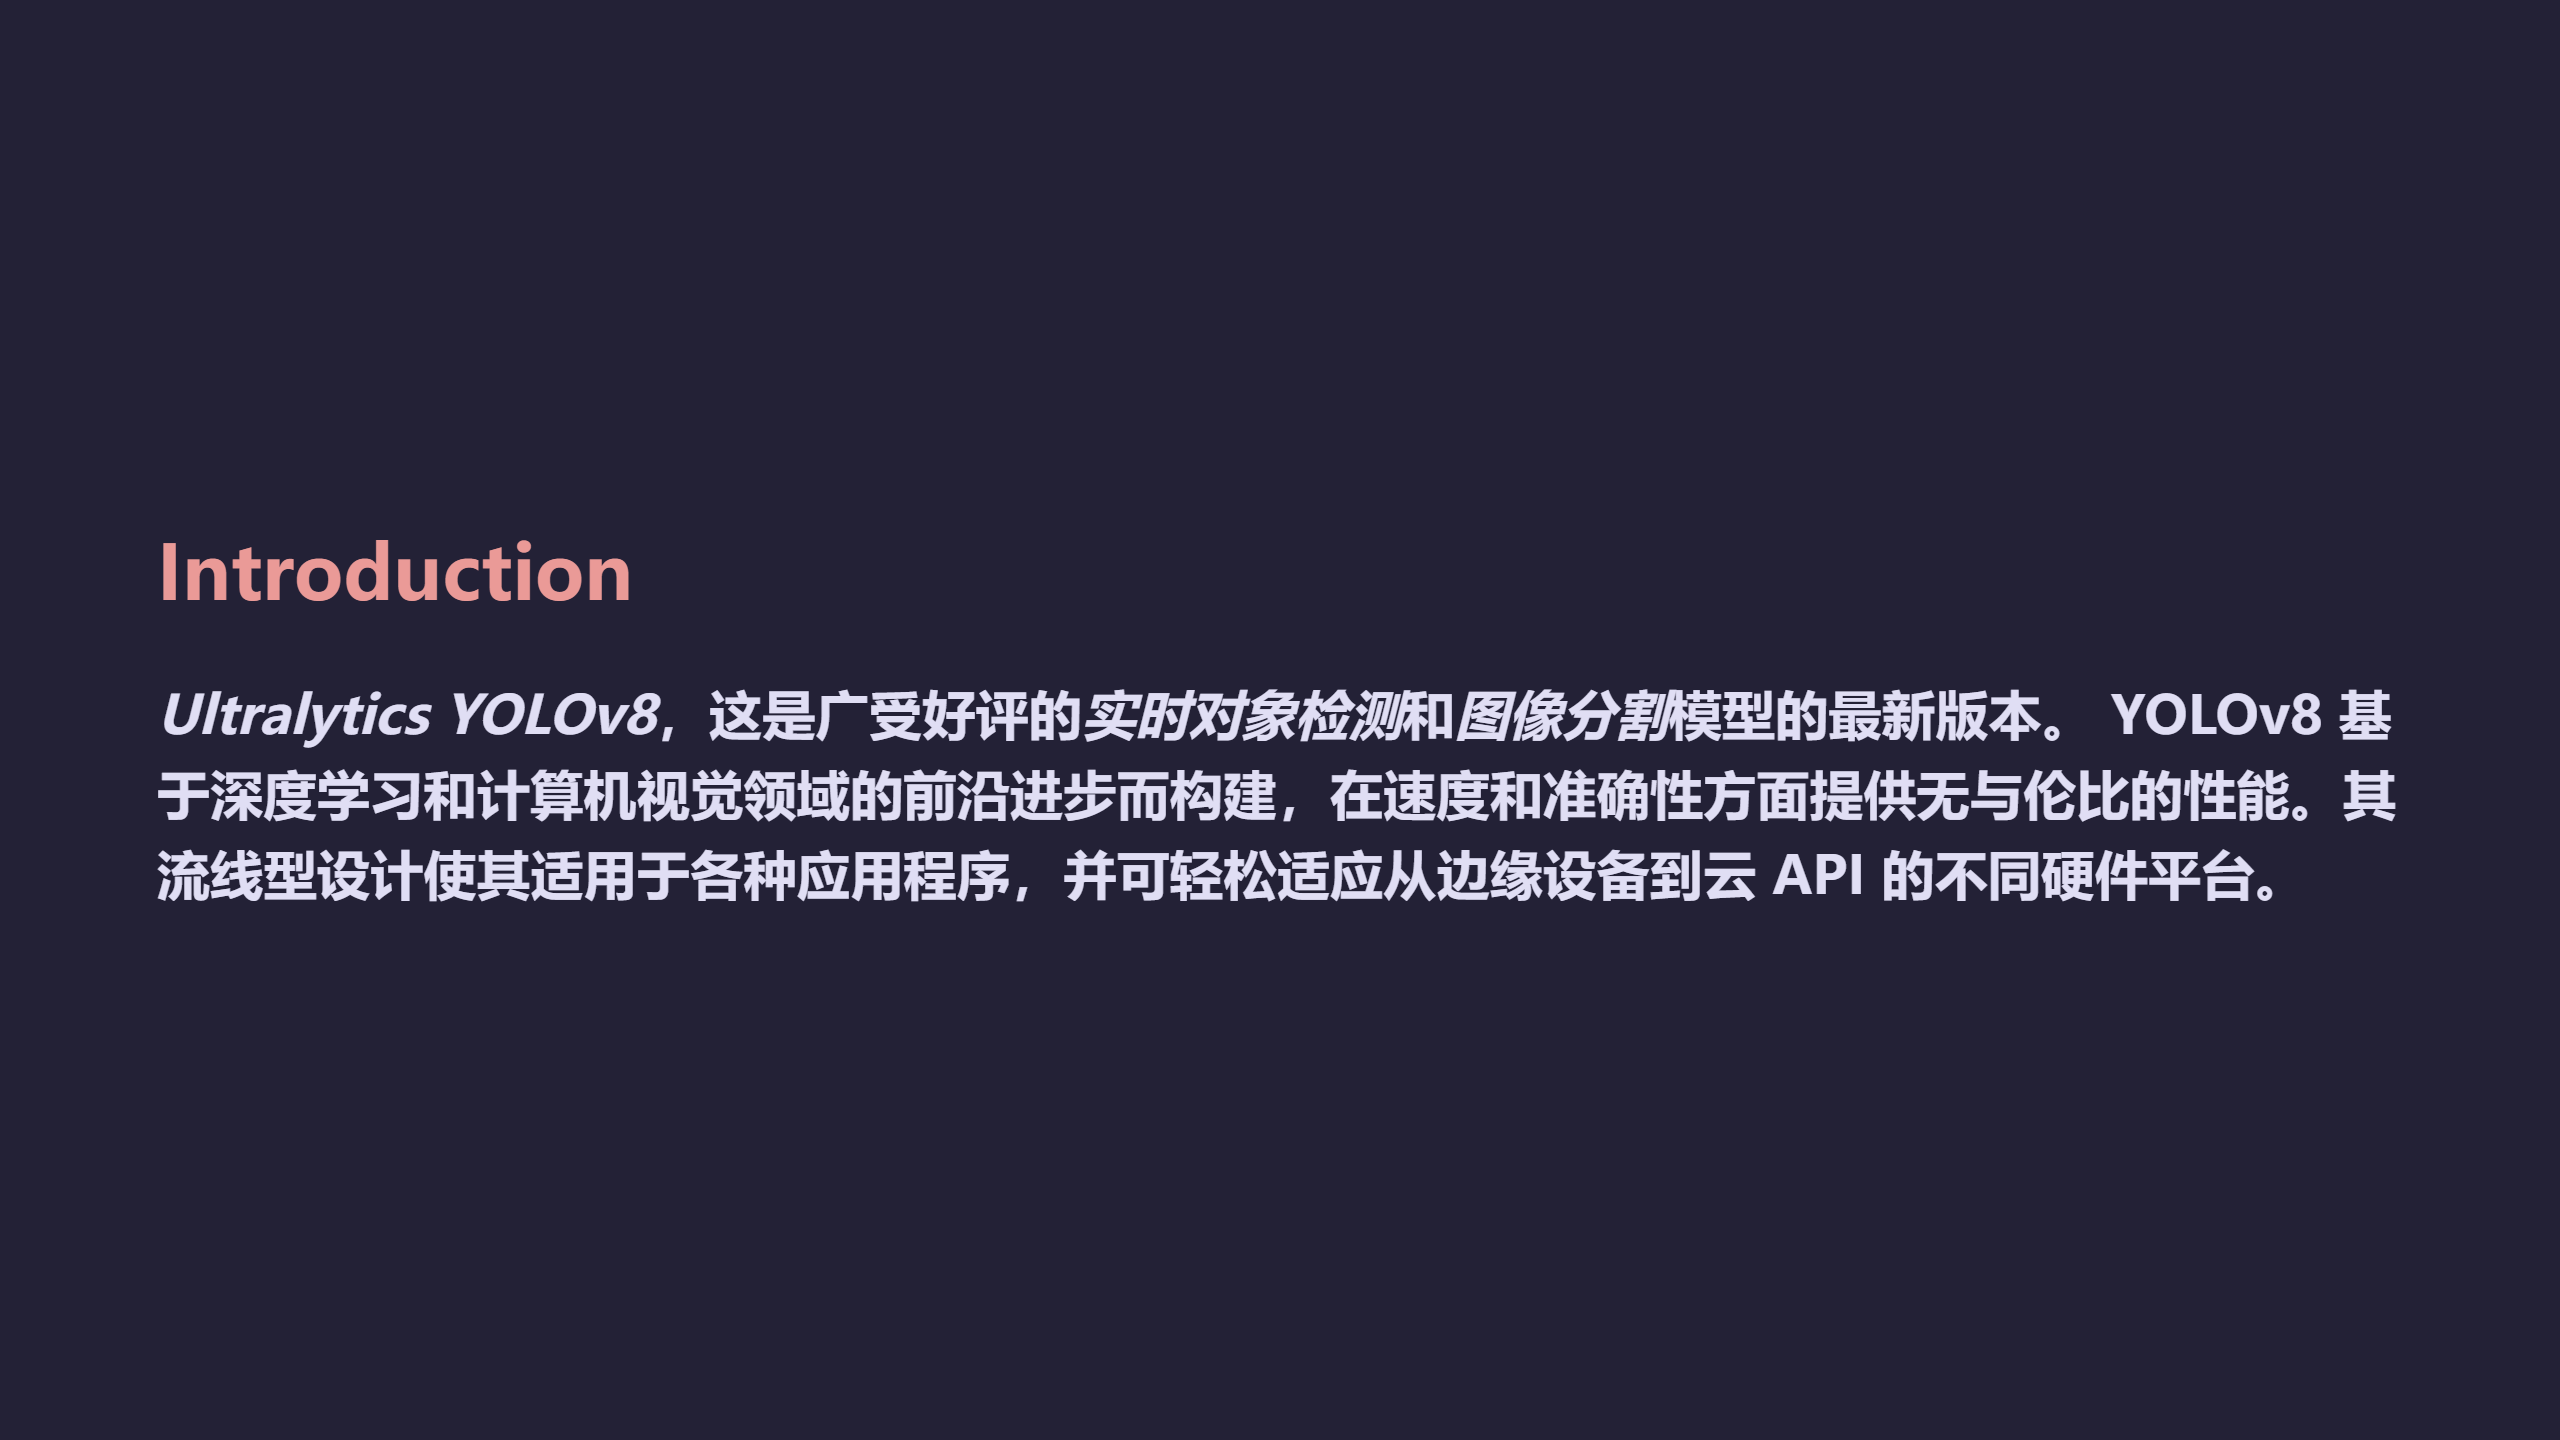 Introduction
Ultralytics YOLOv8，这是广受好评的实时对象检测和图像分割模型的最新版本。 YOLOv8 基
于深度学习和计算机视觉领域的前沿进步而构建，在速度和准确性方面提供无与伦比的性能。其
流线型设计使其适用于各种应用程序，并可轻松适应从边缘设备到云 API 的不同硬件平台。